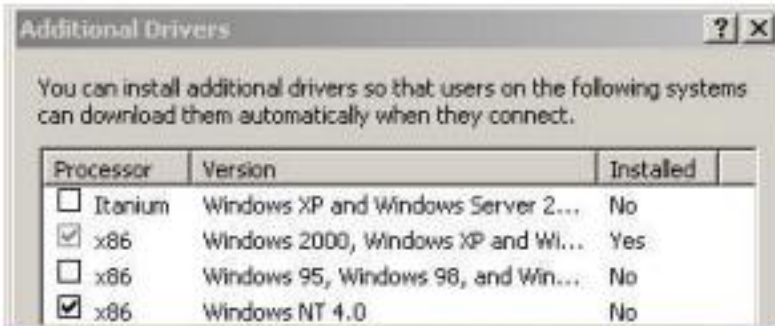 Additional Drivers
You can install additional drivers so that users on the following systems
can download them automatically when they connect.
Processor Version Installed
Itanium Windows XP and Windows Server 2... No
x86 Windows 2000, Windows XP and Wi... Yes
x86 Windows 95, Windows 98, and Win... No
x86 Windows NT 4.0 No